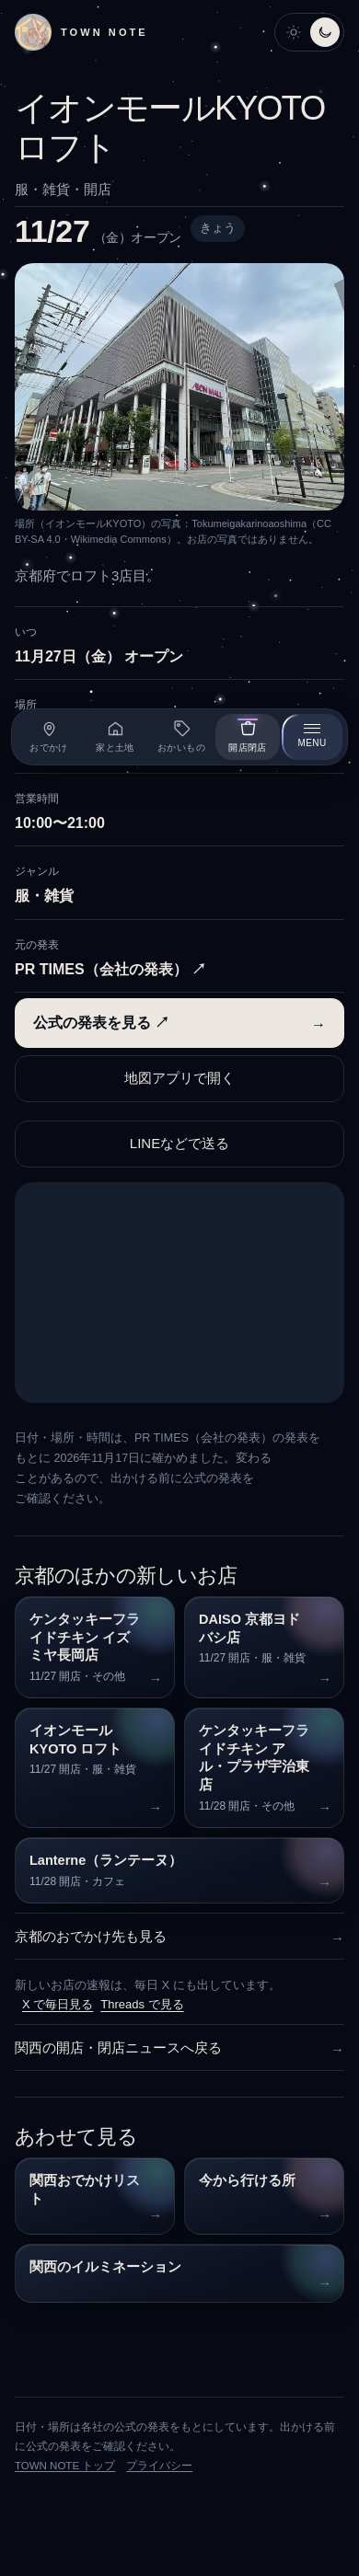 TOWN NOTE
イオンモールKYOTO
ロフト
服・雑貨・開店
11/27（金）オープン きょう
AEON MALL
場所（イオンモールKYOTO）の写真：Tokumeigakarinoaoshima（CC
BY-SA 4.0・Wikimedia Commons）。お店の写真ではありません。
京都府でロフト3店目。
いつ
11月27日（金） オープン
場所
おでかけ
家と土地
おかいもの
開店閉店
MENU
営業時間
10:00〜21:00
ジャンル
服・雑貨
元の発表
PR TIMES（会社の発表） ↗
公式の発表を見る ↗ →
地図アプリで開く
LINEなどで送る
日付・場所・時間は、PR TIMES（会社の発表）の発表を
もとに 2026年11月17日に確かめました。変わる
ことがあるので、出かける前に公式の発表を
ご確認ください。
京都のほかの新しいお店
ケンタッキーフラ
イドチキン イズ
ミヤ長岡店
11/27 開店・その他 →
DAISO 京都ヨド
バシ店
11/27 開店・服・雑貨
→
イオンモール
KYOTO ロフト
11/27 開店・服・雑貨
→
ケンタッキーフラ
イドチキン ア
ル・プラザ宇治東
店
11/28 開店・その他 →
Lanterne（ランテーヌ）
11/28 開店・カフェ →
京都のおでかけ先も見る →
新しいお店の速報は、毎日 X にも出しています。
X で毎日見る Threads で見る
関西の開店・閉店ニュースへ戻る →
あわせて見る
関西おでかけリス
ト
→
今から行ける所
→
関西のイルミネーション
→
日付・場所は各社の公式の発表をもとにしています。出かける前
に公式の発表をご確認ください。
TOWN NOTE トップ プライバシー